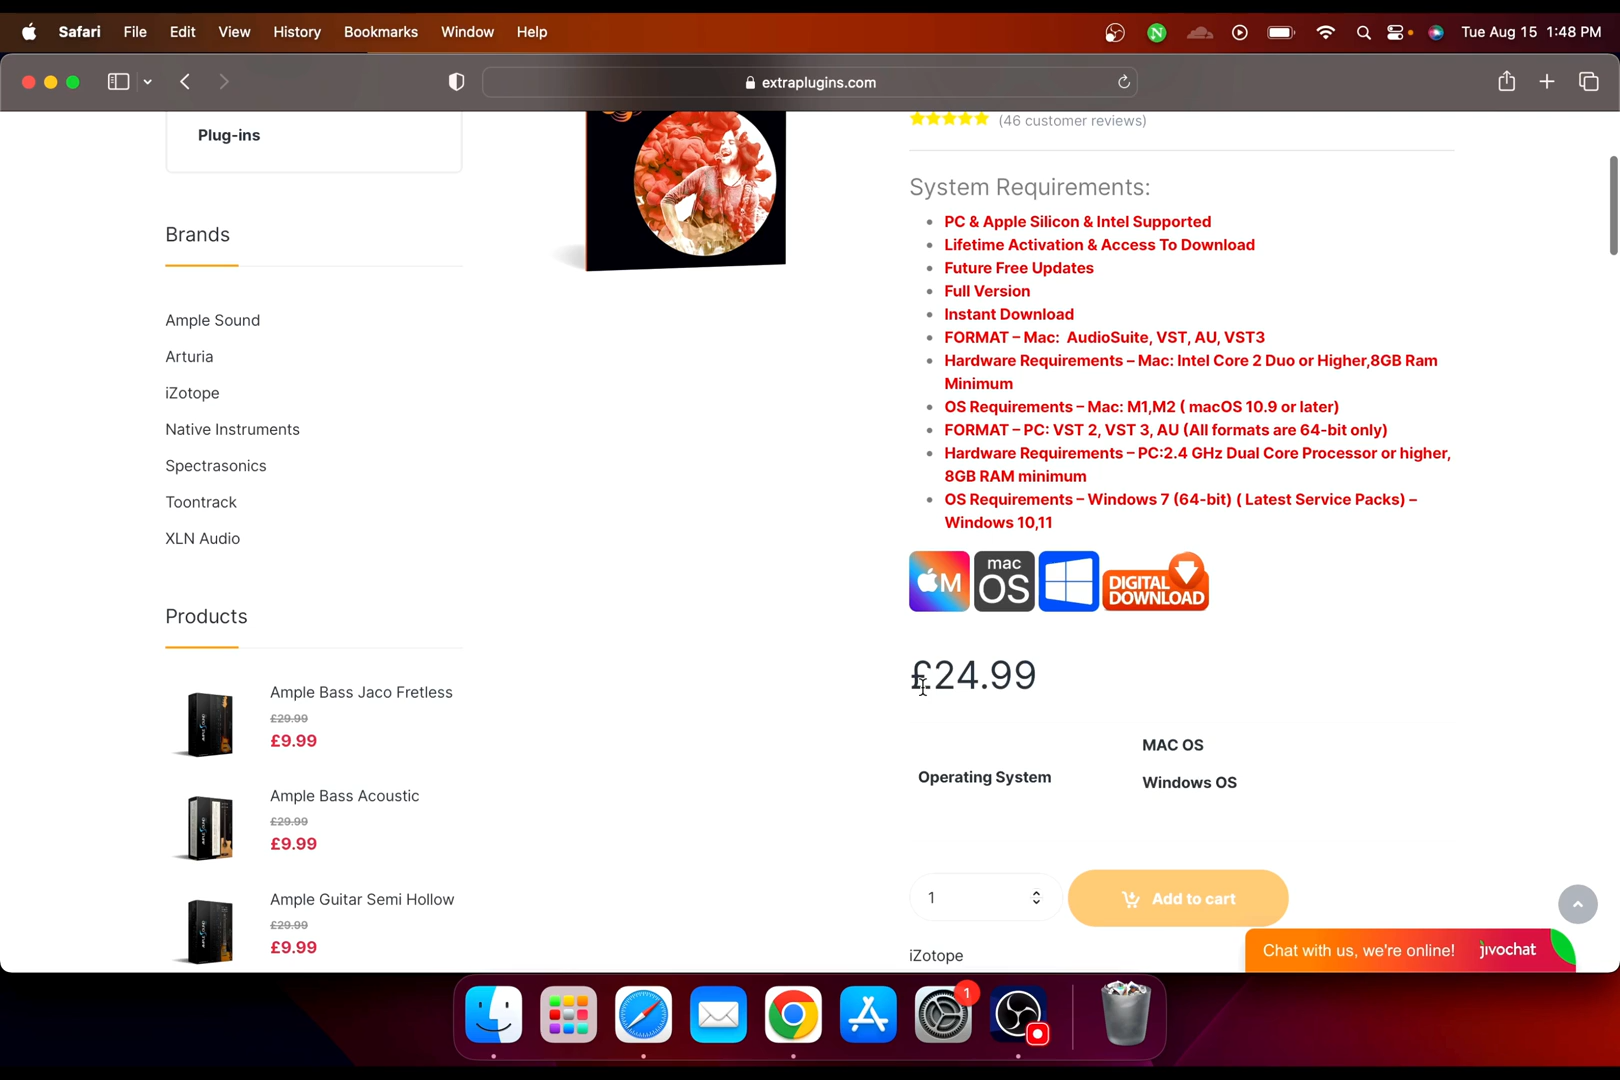 Safari File Edit View History Bookmarks Window Help
N
Tue Aug 15 1:48 PM
extraplugins.com
Plug-ins
Brands
Ample Sound
Arturia
iZotope
Native Instruments
Spectrasonics
Toontrack
XLN Audio
Products
Ample Bass Jaco Fretless
£29.99
£9.99
Ample Bass Acoustic
£29.99
£9.99
Ample Guitar Semi Hollow
£29.99
£9.99
(46 customer reviews)
System Requirements:
PC & Apple Silicon & Intel Supported
Lifetime Activation & Access To Download
Future Free Updates
Full Version
Instant Download
FORMAT – Mac: AudioSuite, VST, AU, VST3
Hardware Requirements – Mac: Intel Core 2 Duo or Higher,8GB Ram
Minimum
OS Requirements – Mac: M1,M2 ( macOS 10.9 or later)
FORMAT – PC: VST 2, VST 3, AU (All formats are 64-bit only)
Hardware Requirements – PC:2.4 GHz Dual Core Processor or higher,
8GB RAM minimum
OS Requirements – Windows 7 (64-bit) ( Latest Service Packs) –
Windows 10,11
M
mac
OS
DIGITAL
DOWNLOAD
£24.99
Operating System
MAC OS
Windows OS
1
Add to cart
iZotope
Chat with us, we're online! jivochat
1